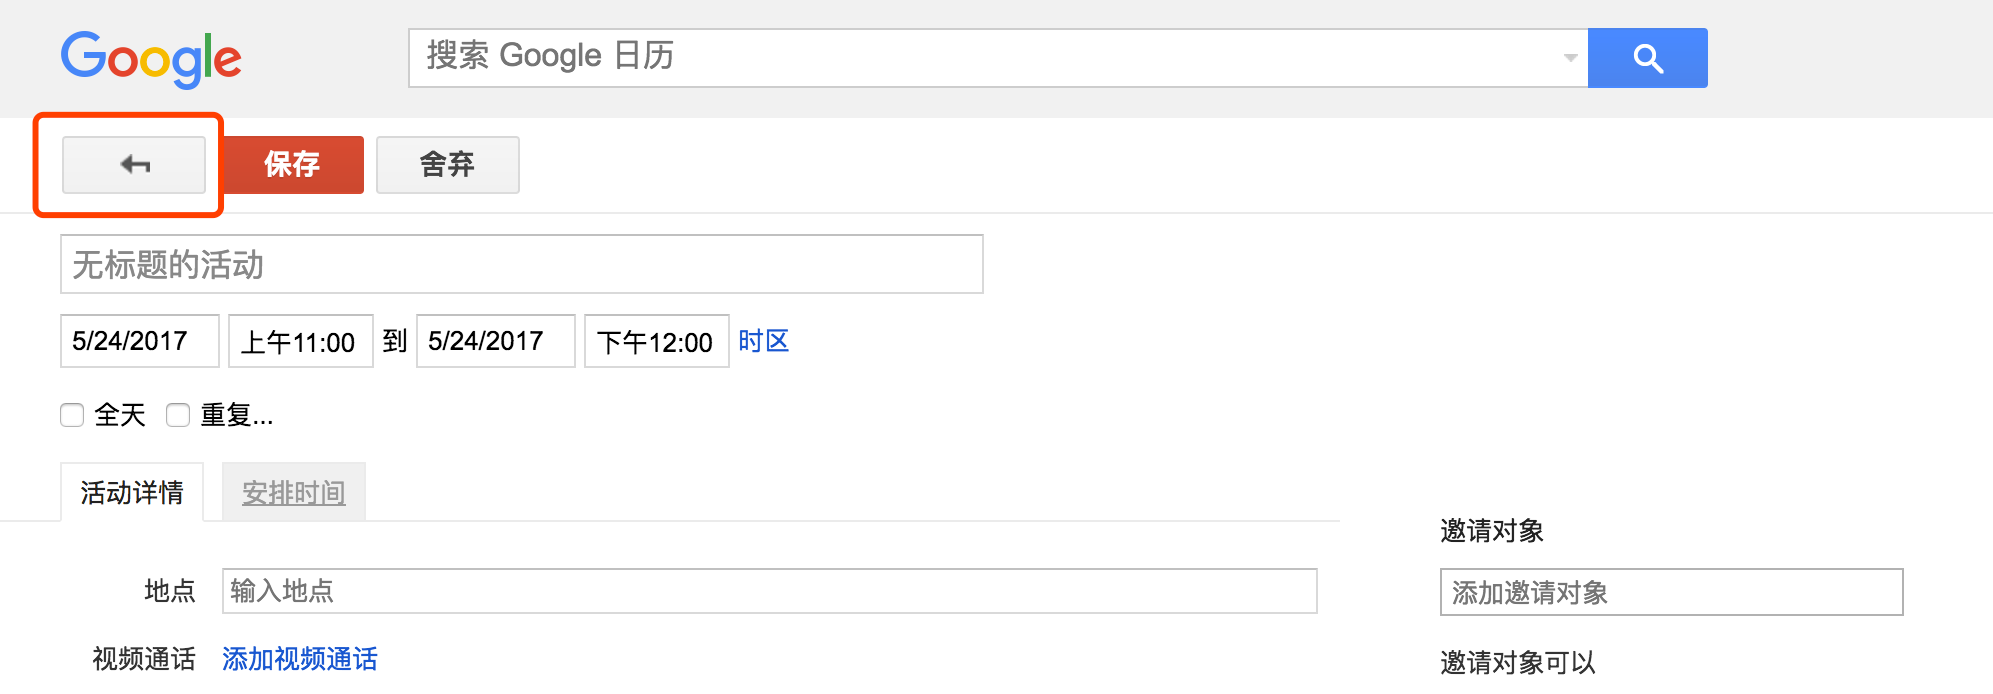 Google
搜索 Google 日历
保存
舍弃
无标题的活动
5/24/2017 上午11:00 到 5/24/2017 下午12:00 时区
全天 重复...
活动详情
安排时间
地点 输入地点
视频通话 添加视频通话
邀请对象
添加邀请对象
邀请对象可以